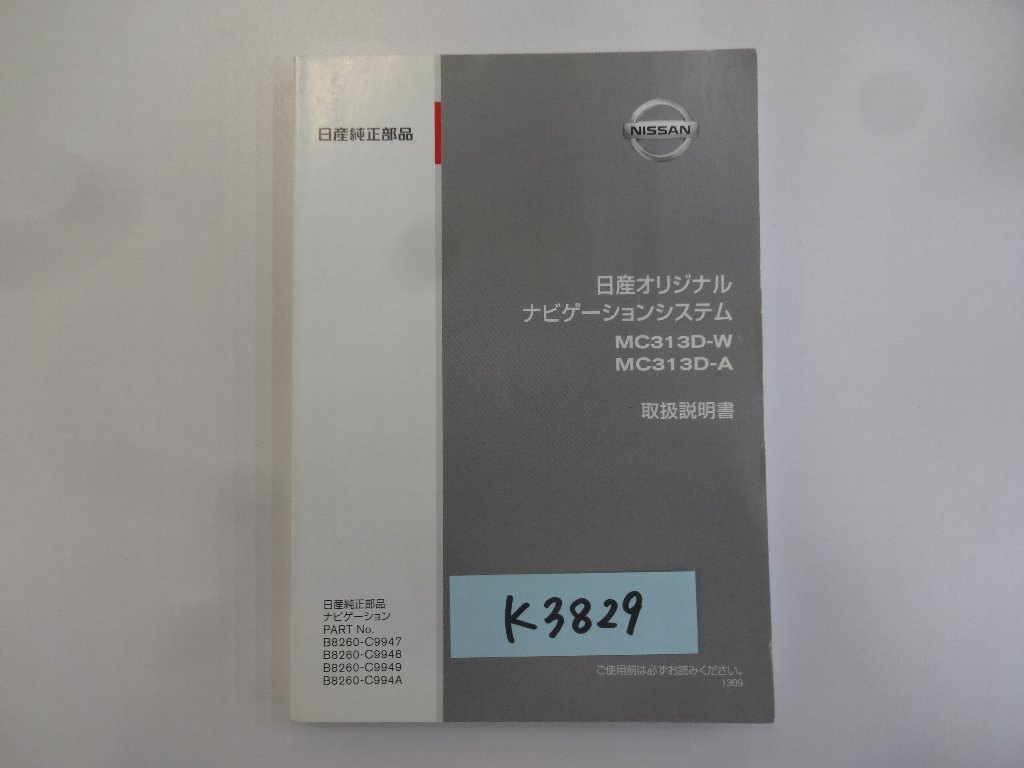 日産純正部品
NISSAN
日産オリジナル
ナビゲーションシステム
MC313D-W
MC313D-A
取扱説明書
日産純正部品
ナビゲーション
PART No.
B8260-C9947
B8260-C9948
B8260-C9949
B8260-C994A
K3829
ご使用前は必ずお読みください。
1309